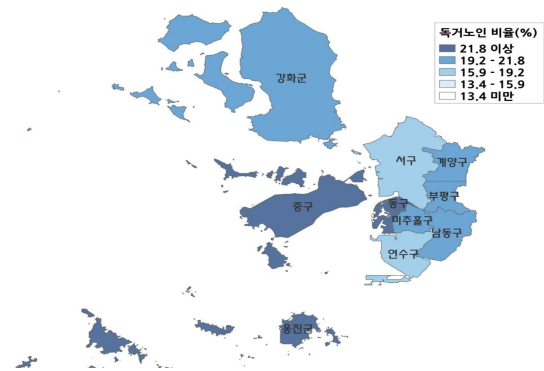 독거노인 비율(%)
21.8 이상
19.2 - 21.8
15.9 - 19.2
13.4 - 15.9
13.4 미만
강화군
서구
계양구
부평구
동구
중구
미추홀구
남동구
연수구
옹진군